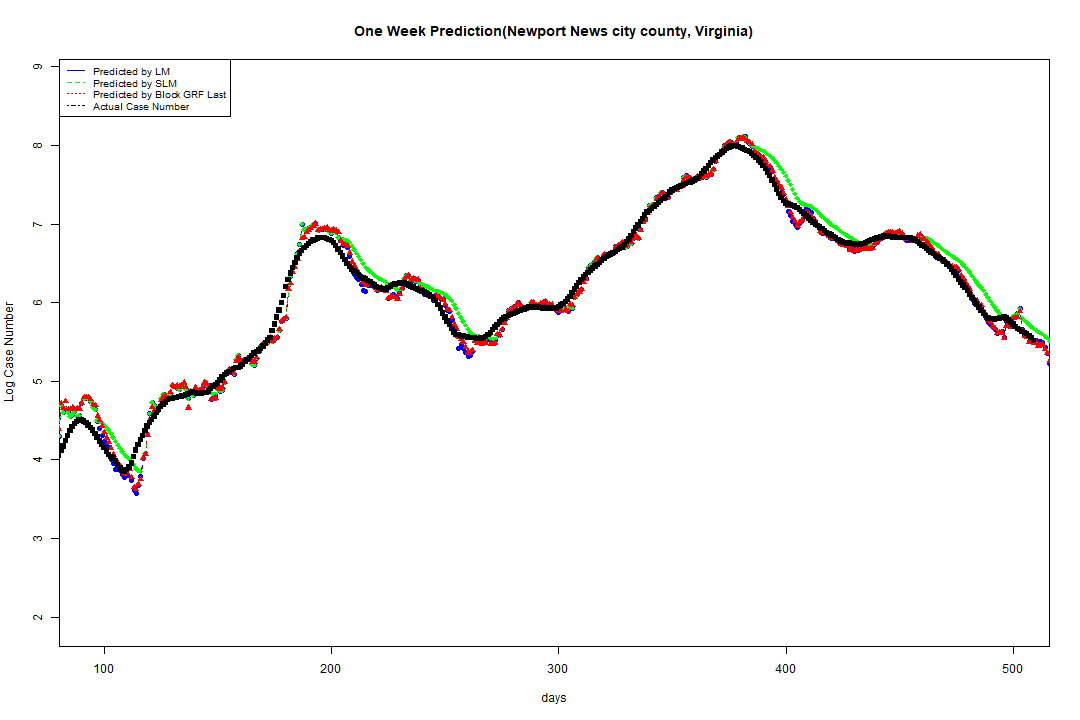 One Week Prediction(Newport News city county, Virginia)
Predicted by LM
Predicted by SLM
Predicted by Block GRF Last
Actual Case Number
9
8
7
6
5
4
3
2
Log Case Number
100 200 300 400 500
days